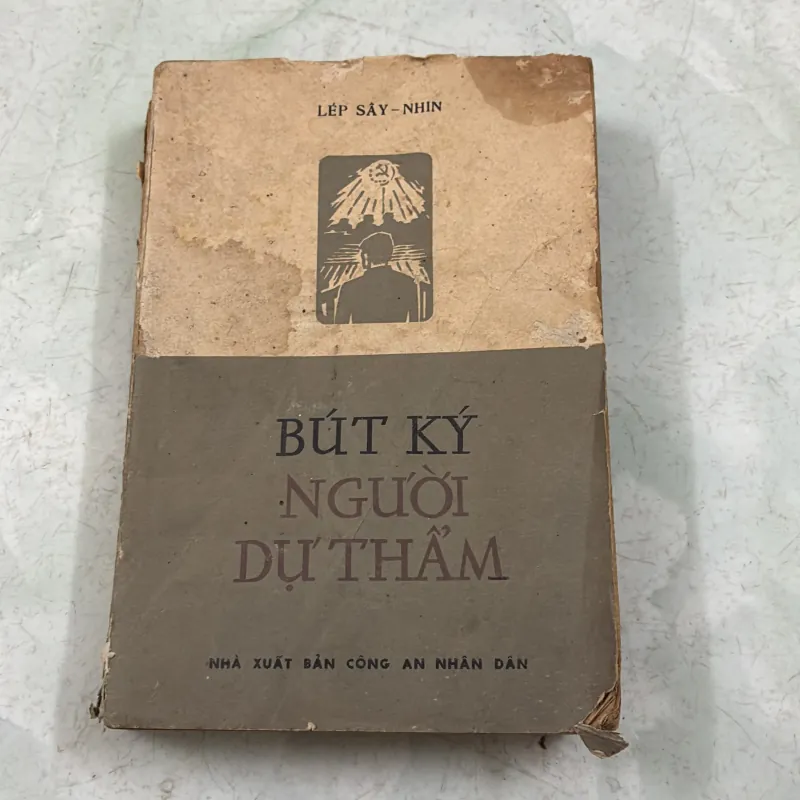 LÉP SÂY - NHIN
BÚT KÝ
NGƯỜI
DỰ THẨM
NHÀ XUẤT BẢN CÔNG AN NHÂN DÂN